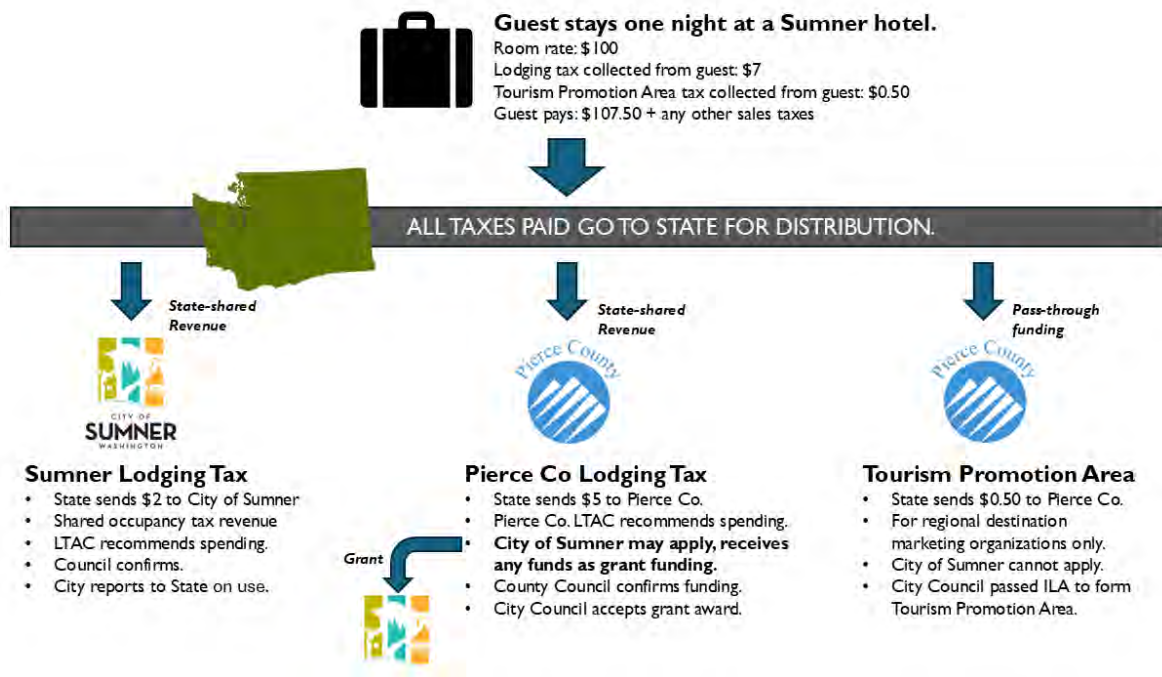 Guest stays one night at a Sumner hotel.
Room rate: $100
Lodging tax collected from guest: $7
Tourism Promotion Area tax collected from guest: $0.50
Guest pays: $107.50 + any other sales taxes
ALL TAXES PAID GO TO STATE FOR DISTRIBUTION.
State-shared
Revenue
CITY OF
SUMNER
WASHINGTON
Sumner Lodging Tax
• State sends $2 to City of Sumner
• Shared occupancy tax revenue
• LTAC recommends spending.
• Council confirms.
• City reports to State on use.
State-shared
Revenue
Pierce County
Pierce Co Lodging Tax
• State sends $5 to Pierce Co.
• Pierce Co. LTAC recommends spending.
• City of Sumner may apply, receives
any funds as grant funding.
• County Council confirms funding.
• City Council accepts grant award.
Grant
Pass-through
funding
Pierce County
Tourism Promotion Area
• State sends $0.50 to Pierce Co.
• For regional destination
marketing organizations only.
• City of Sumner cannot apply.
• City Council passed ILA to form
Tourism Promotion Area.